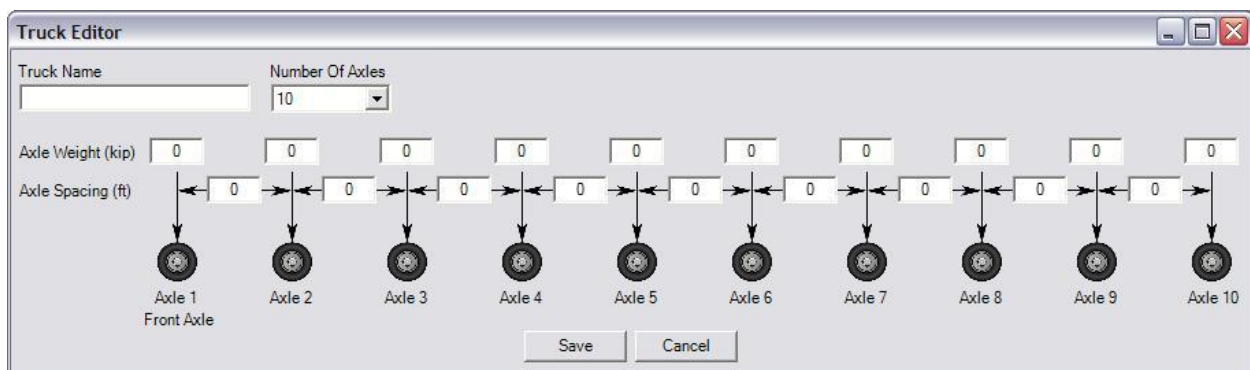 Truck Editor
Truck Name Number Of Axles
10
Axle Weight (kip) 0 0 0 0 0 0 0 0 0 0
Axle Spacing (ft) 0 0 0 0 0 0 0 0 0
Axle 1 Axle 2 Axle 3 Axle 4 Axle 5 Axle 6 Axle 7 Axle 8 Axle 9 Axle 10
Front Axle
Save Cancel